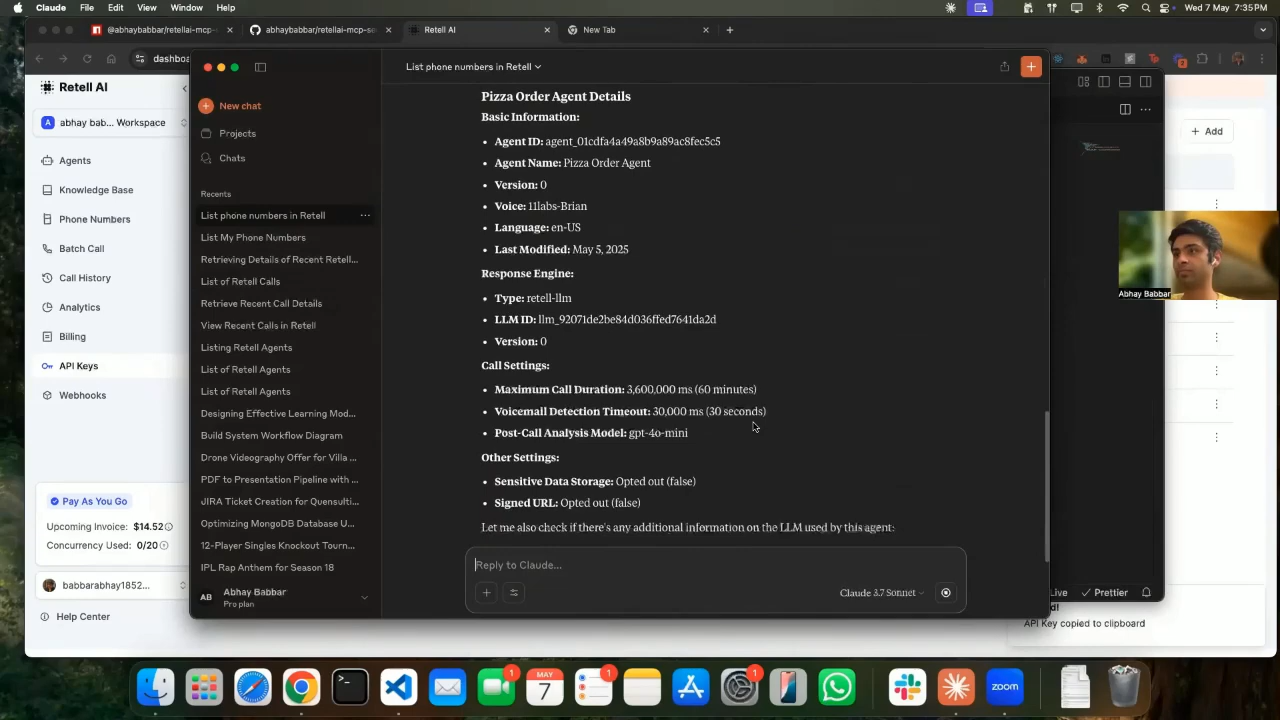 Claude File Edit View Window Help
Wed 7 May 7:35 PM
@abhaybabbar/retellai-mcp-
abhaybabbar/retellai-mcp-se
Retell AI
New Tab
dashboa
Retell AI
A abhay bab... Workspace
Agents
Knowledge Base
Phone Numbers
Batch Call
Call History
Analytics
Billing
API Keys
Webhooks
Pay As You Go
Upcoming Invoice: $14.52
Concurrency Used: 0/20
babbarabhay1852...
Help Center
New chat
Projects
Chats
Recents
List phone numbers in Retell
List My Phone Numbers
Retrieving Details of Recent Retell...
List of Retell Calls
Retrieve Recent Call Details
View Recent Calls in Retell
Listing Retell Agents
List of Retell Agents
List of Retell Agents
Designing Effective Learning Mod...
Build System Workflow Diagram
Drone Videography Offer for Villa ...
PDF to Presentation Pipeline with ...
JIRA Ticket Creation for Quensulti...
Optimizing MongoDB Database U...
12-Player Singles Knockout Tourn...
IPL Rap Anthem for Season 18
AB Abhay Babbar
Pro plan
List phone numbers in Retell
Pizza Order Agent Details
Basic Information:
• Agent ID: agent_01cdfa4a49a8b9a89ac8fec5c5
• Agent Name: Pizza Order Agent
• Version: 0
• Voice: 11labs-Brian
• Language: en-US
• Last Modified: May 5, 2025
Response Engine:
• Type: retell-llm
• LLM ID: llm_92071de2be84d036ffed7641da2d
• Version: 0
Call Settings:
• Maximum Call Duration: 3,600,000 ms (60 minutes)
• Voicemail Detection Timeout: 30,000 ms (30 seconds)
• Post-Call Analysis Model: gpt-4o-mini
Other Settings:
• Sensitive Data Storage: Opted out (false)
• Signed URL: Opted out (false)
Let me also check if there's any additional information on the LLM used by this agent:
Reply to Claude...
Claude 3.7 Sonnet
+ Add
Abhay Babbar
Live Prettier
d!
API Key copied to clipboard
1
MAY
7
1
1
zoom